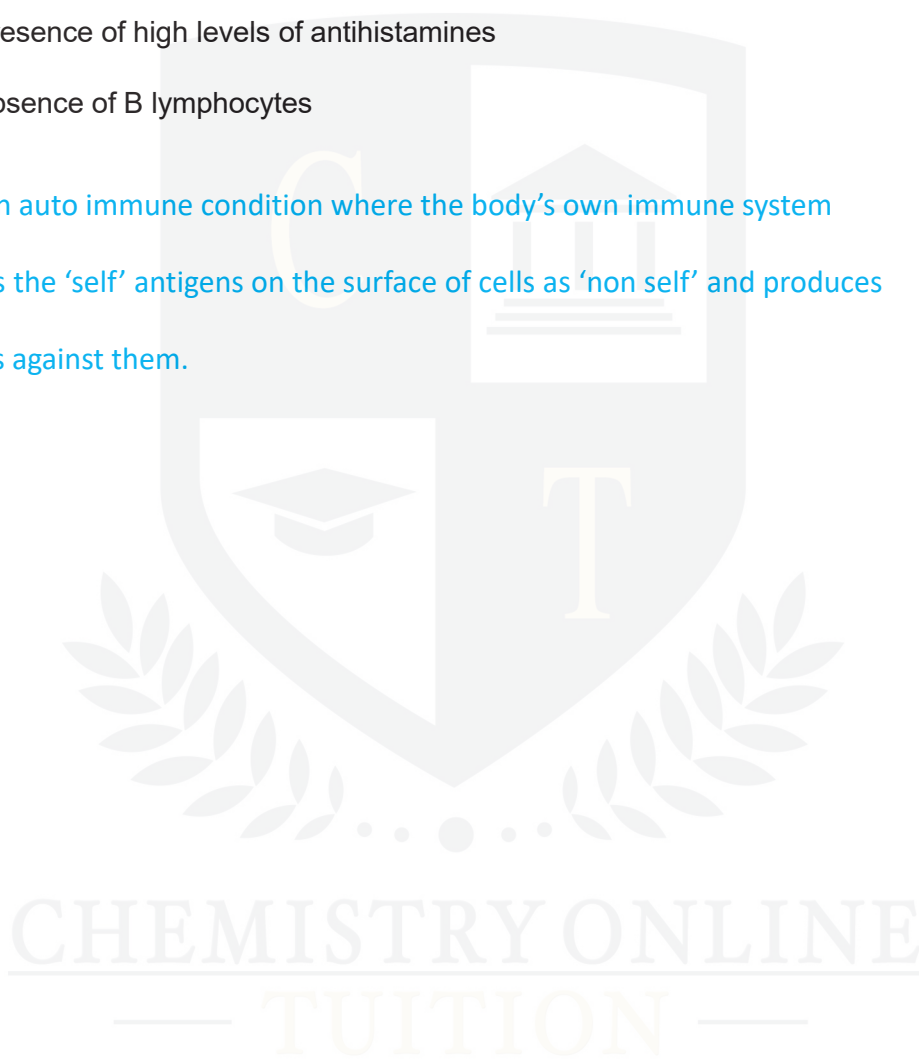 esence of high levels of antihistamines
bsence of B lymphocytes
n auto immune condition where the body’s own immune system
s the ‘self’ antigens on the surface of cells as ‘non self’ and produces
s against them.
C
T
CHEMISTRY ONLINE
— TUITION —